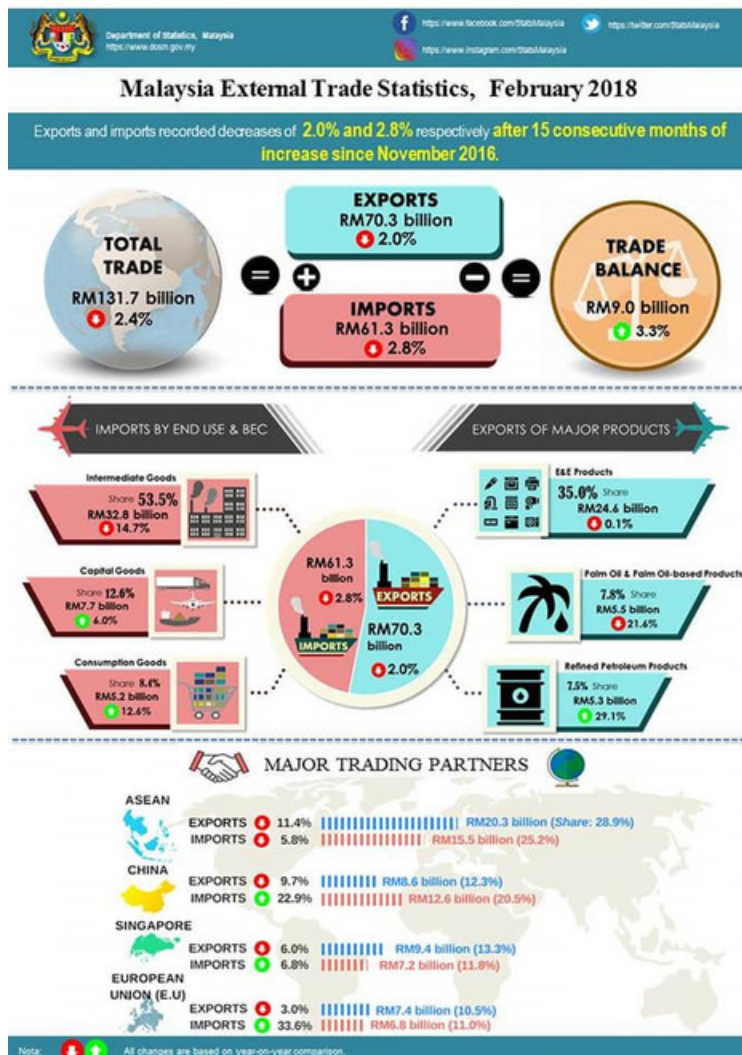 Department of Statistics, Malaysia
https://www.dosm.gov.my
https://www.facebook.com/StatsMalaysia
https://twitter.com/StatsMalaysia
https://www.instagram.com/StatsMalaysia
Malaysia External Trade Statistics, February 2018
Exports and imports recorded decreases of 2.0% and 2.8% respectively after 15 consecutive months of
increase since November 2016.
TOTAL
TRADE
RM131.7 billion
2.4%
=
+
EXPORTS
RM70.3 billion
2.0%
IMPORTS
RM61.3 billion
2.8%
-
=
TRADE
BALANCE
RM9.0 billion
3.3%
IMPORTS BY END USE & BEC
EXPORTS OF MAJOR PRODUCTS
Intermediate Goods
Share 53.5%
RM32.8 billion
14.7%
Capital Goods
Share 12.6%
RM7.7 billion
6.0%
Consumption Goods
Share 8.4%
RM5.2 billion
12.6%
RM61.3
billion
2.8%
IMPORTS
EXPORTS
RM70.3
billion
2.0%
E&E Products
35.0% Share
RM24.6 billion
0.1%
Palm Oil & Palm Oil-based Products
7.8% Share
RM5.5 billion
21.6%
Refined Petroleum Products
7.5% Share
RM5.3 billion
29.1%
MAJOR TRADING PARTNERS
ASEAN
EXPORTS 11.4% RM20.3 billion (Share: 28.9%)
IMPORTS 5.8% RM15.5 billion (25.2%)
CHINA
EXPORTS 9.7% RM8.6 billion (12.3%)
IMPORTS 22.9% RM12.6 billion (20.5%)
SINGAPORE
EXPORTS 6.0% RM9.4 billion (13.3%)
IMPORTS 6.8% RM7.2 billion (11.8%)
EUROPEAN
UNION (E.U)
EXPORTS 3.0% RM7.4 billion (10.5%)
IMPORTS 33.6% RM6.8 billion (11.0%)
Nota: All changes are based on year-on-year comparison.